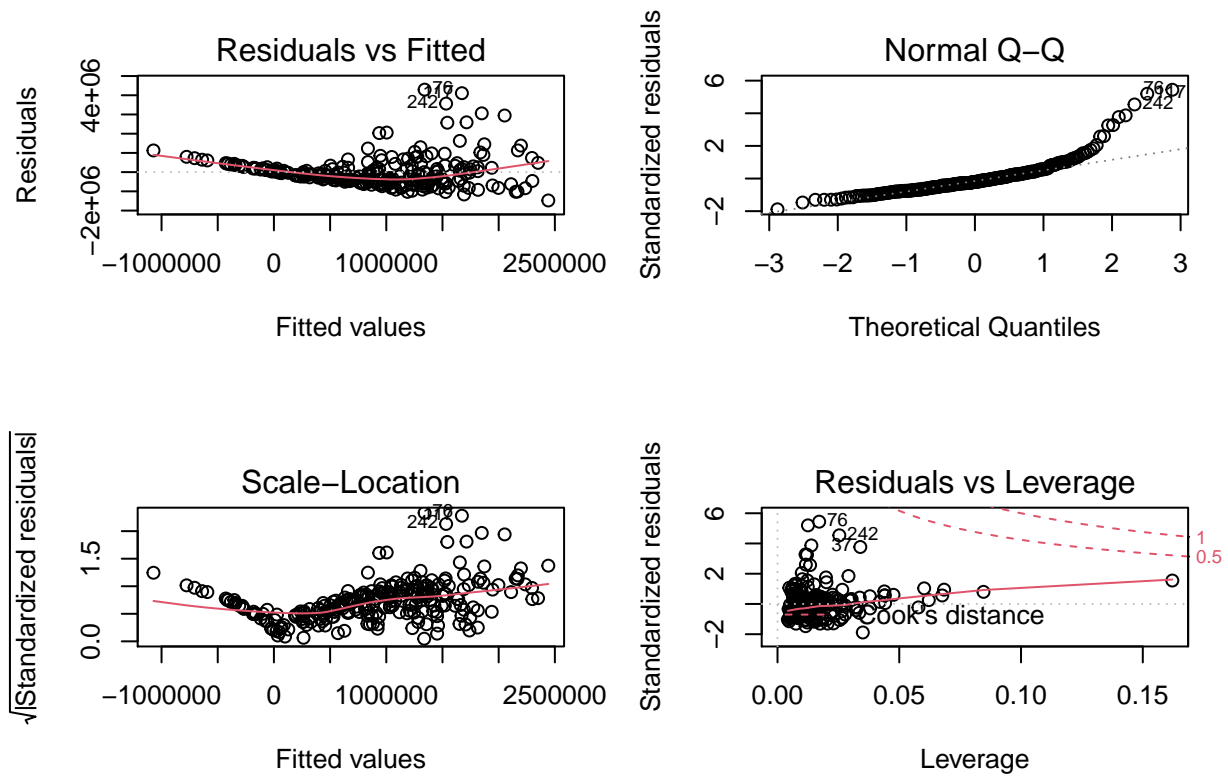 Residuals vs Fitted
Residuals
4e+06
−2e+06
76
117
242
−1000000 0 1000000 2500000
Fitted values
Normal Q−Q
Standardized residuals
6
2
−2
76
117
242
−3 −2 −1 0 1 2 3
Theoretical Quantiles
Scale−Location
√|Standardized residuals|
1.5
0.0
76
117
242
−1000000 0 1000000 2500000
Fitted values
Residuals vs Leverage
Standardized residuals
6
2
−2
76
242
37
1
0.5
Cook's distance
0.00 0.05 0.10 0.15
Leverage